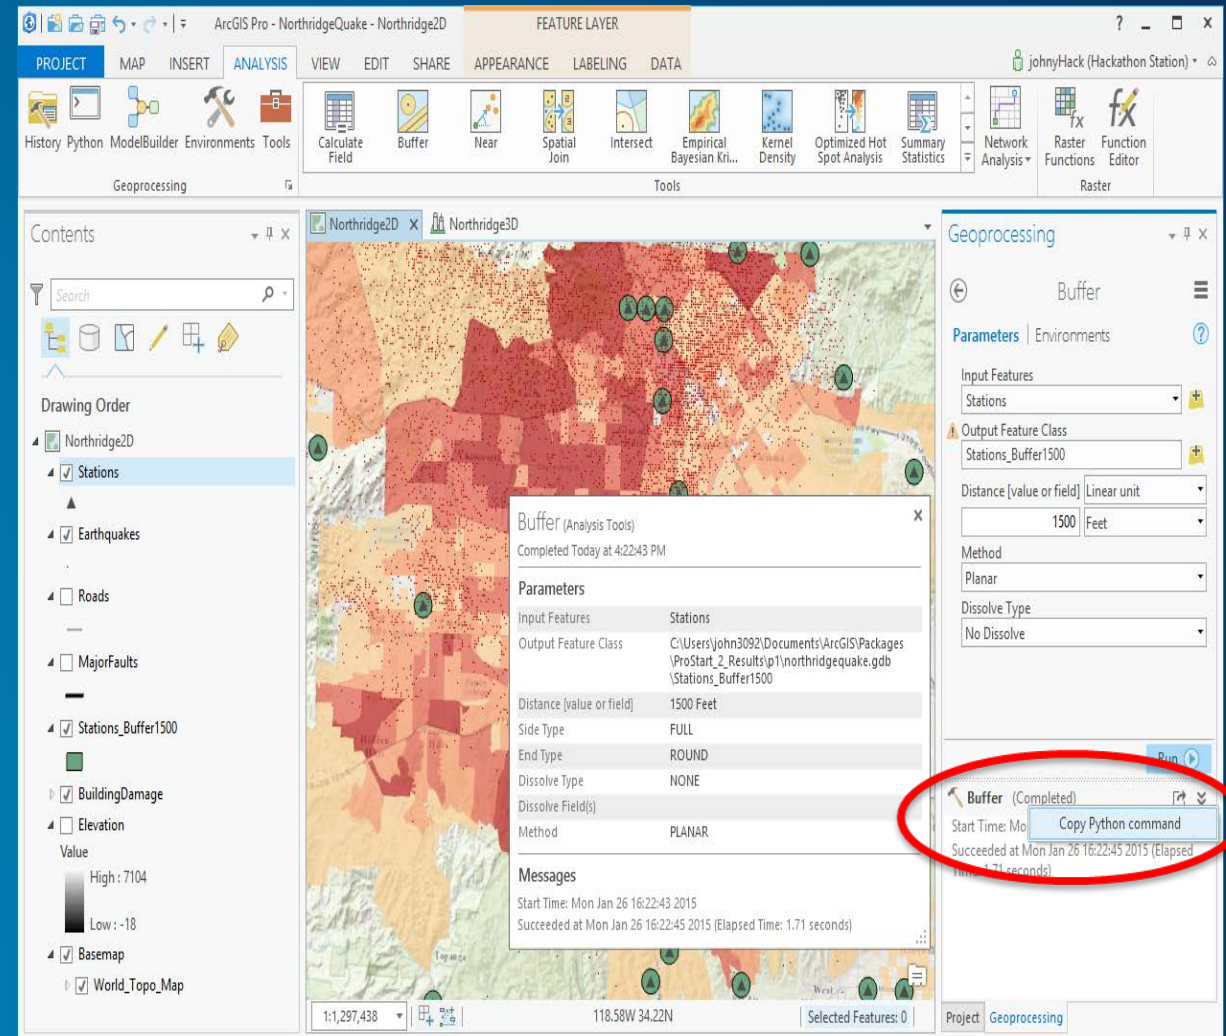 ArcGIS Pro - NorthridgeQuake - Northridge2D
FEATURE LAYER
?
PROJECT MAP INSERT ANALYSIS VIEW EDIT SHARE APPEARANCE LABELING DATA
johnyHack (Hackathon Station)
History Python ModelBuilder Environments Tools
Calculate Field
Buffer
Near
Spatial Join
Intersect
Empirical Bayesian Kri...
Kernel Density
Optimized Hot Spot Analysis
Summary Statistics
Network Analysis
Raster Functions
Function Editor
Geoprocessing
Tools
Raster
Contents
Search
Drawing Order
Northridge2D
Stations
Earthquakes
Roads
MajorFaults
Stations_Buffer1500
BuildingDamage
Elevation
Value
High : 7104
Low : -18
Basemap
World_Topo_Map
Northridge2D
Northridge3D
Buffer (Analysis Tools)
Completed Today at 4:22:43 PM
Parameters
Input Features Stations
Output Feature Class C:\Users\john3092\Documents\ArcGIS\Packages
\ProStart_2_Results\p1\northridgequake.gdb
\Stations_Buffer1500
Distance [value or field] 1500 Feet
Side Type FULL
End Type ROUND
Dissolve Type NONE
Dissolve Field(s)
Method PLANAR
Messages
Start Time: Mon Jan 26 16:22:43 2015
Succeeded at Mon Jan 26 16:22:45 2015 (Elapsed Time: 1.71 seconds)
1:1,297,438
118.58W 34.22N
Selected Features: 0
Geoprocessing
Buffer
Parameters | Environments
?
Input Features
Stations
Output Feature Class
Stations_Buffer1500
Distance [value or field] Linear unit
1500 Feet
Method
Planar
Dissolve Type
No Dissolve
Run
Buffer (Completed)
Start Time: Mo
Copy Python command
Succeeded at Mon Jan 26 16:22:45 2015 (Elapsed
Time: 1.71 seconds)
Project Geoprocessing